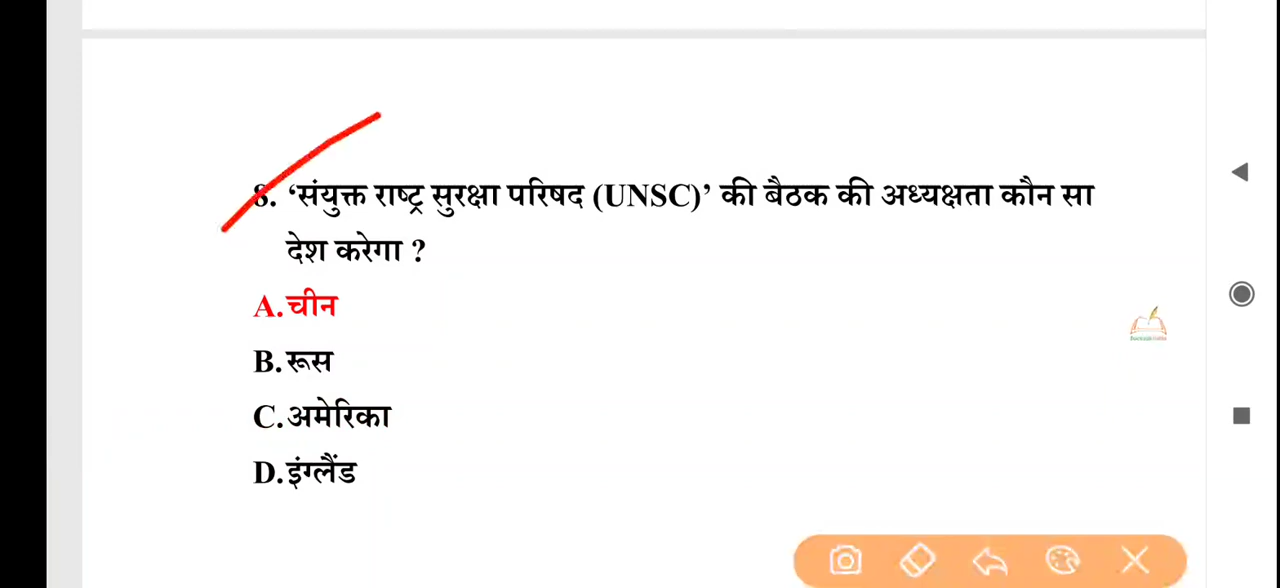 8. ‘संयुक्त राष्ट्र सुरक्षा परिषद (UNSC)’ की बैठक की अध्यक्षता कौन सा
देश करेगा ?
A.चीन
B.रूस
C.अमेरिका
D.इंग्लैंड